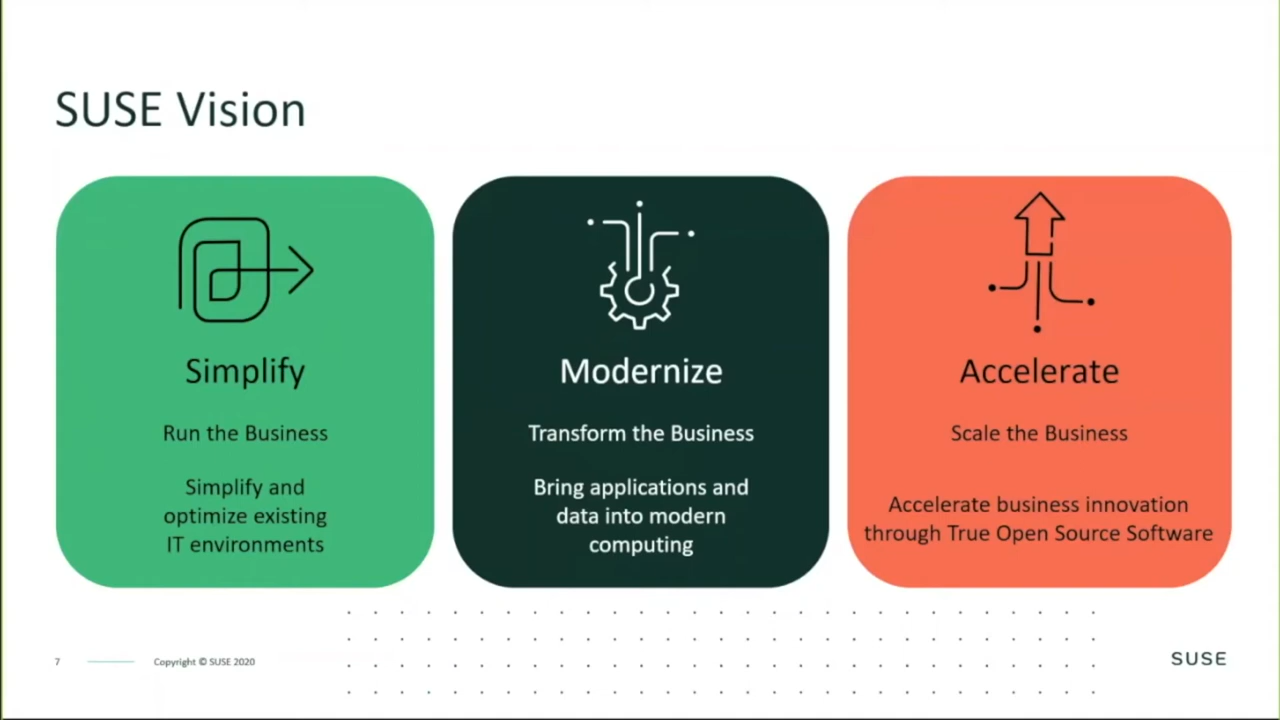 SUSE Vision
Simplify
Run the Business
Simplify and
optimize existing
IT environments
Modernize
Transform the Business
Bring applications and
data into modern
computing
Accelerate
Scale the Business
Accelerate business innovation
through True Open Source Software
7
Copyright © SUSE 2020
SUSE